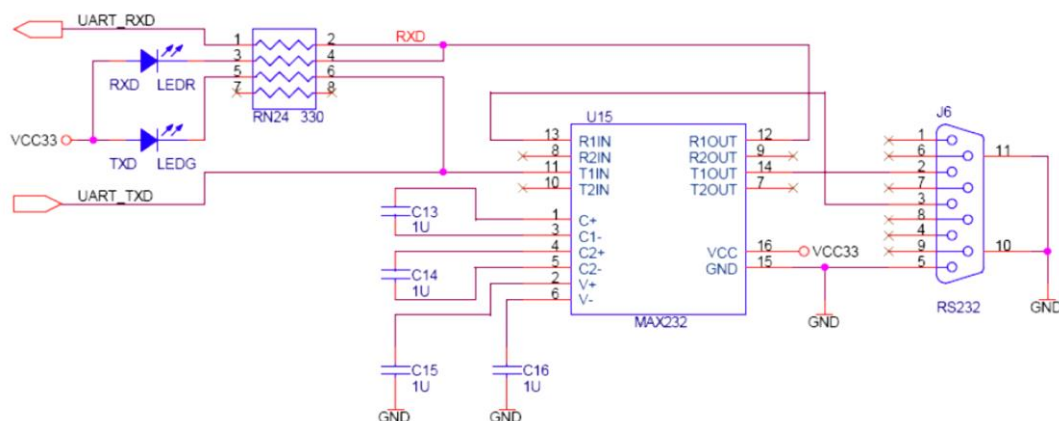 UART_RXD
1
2
RXD
3
4
5
6
7
8
RXD LEDR
RN24 330
VCC33
TXD LEDG
UART_TXD
U15
J6
13 R1IN R1OUT 12
8 R2IN R2OUT 9
11 T1IN T1OUT 14
10 T2IN T2OUT 7
1 C+
3 C1-
4 C2+ VCC 16 VCC33
5 C2- GND 15
2 V+
6 V-
MAX232
GND
C13
1U
C14
1U
C15
1U
GND
C16
1U
GND
1
6
2
7
3
8
4
9
5
11
10
RS232
GND